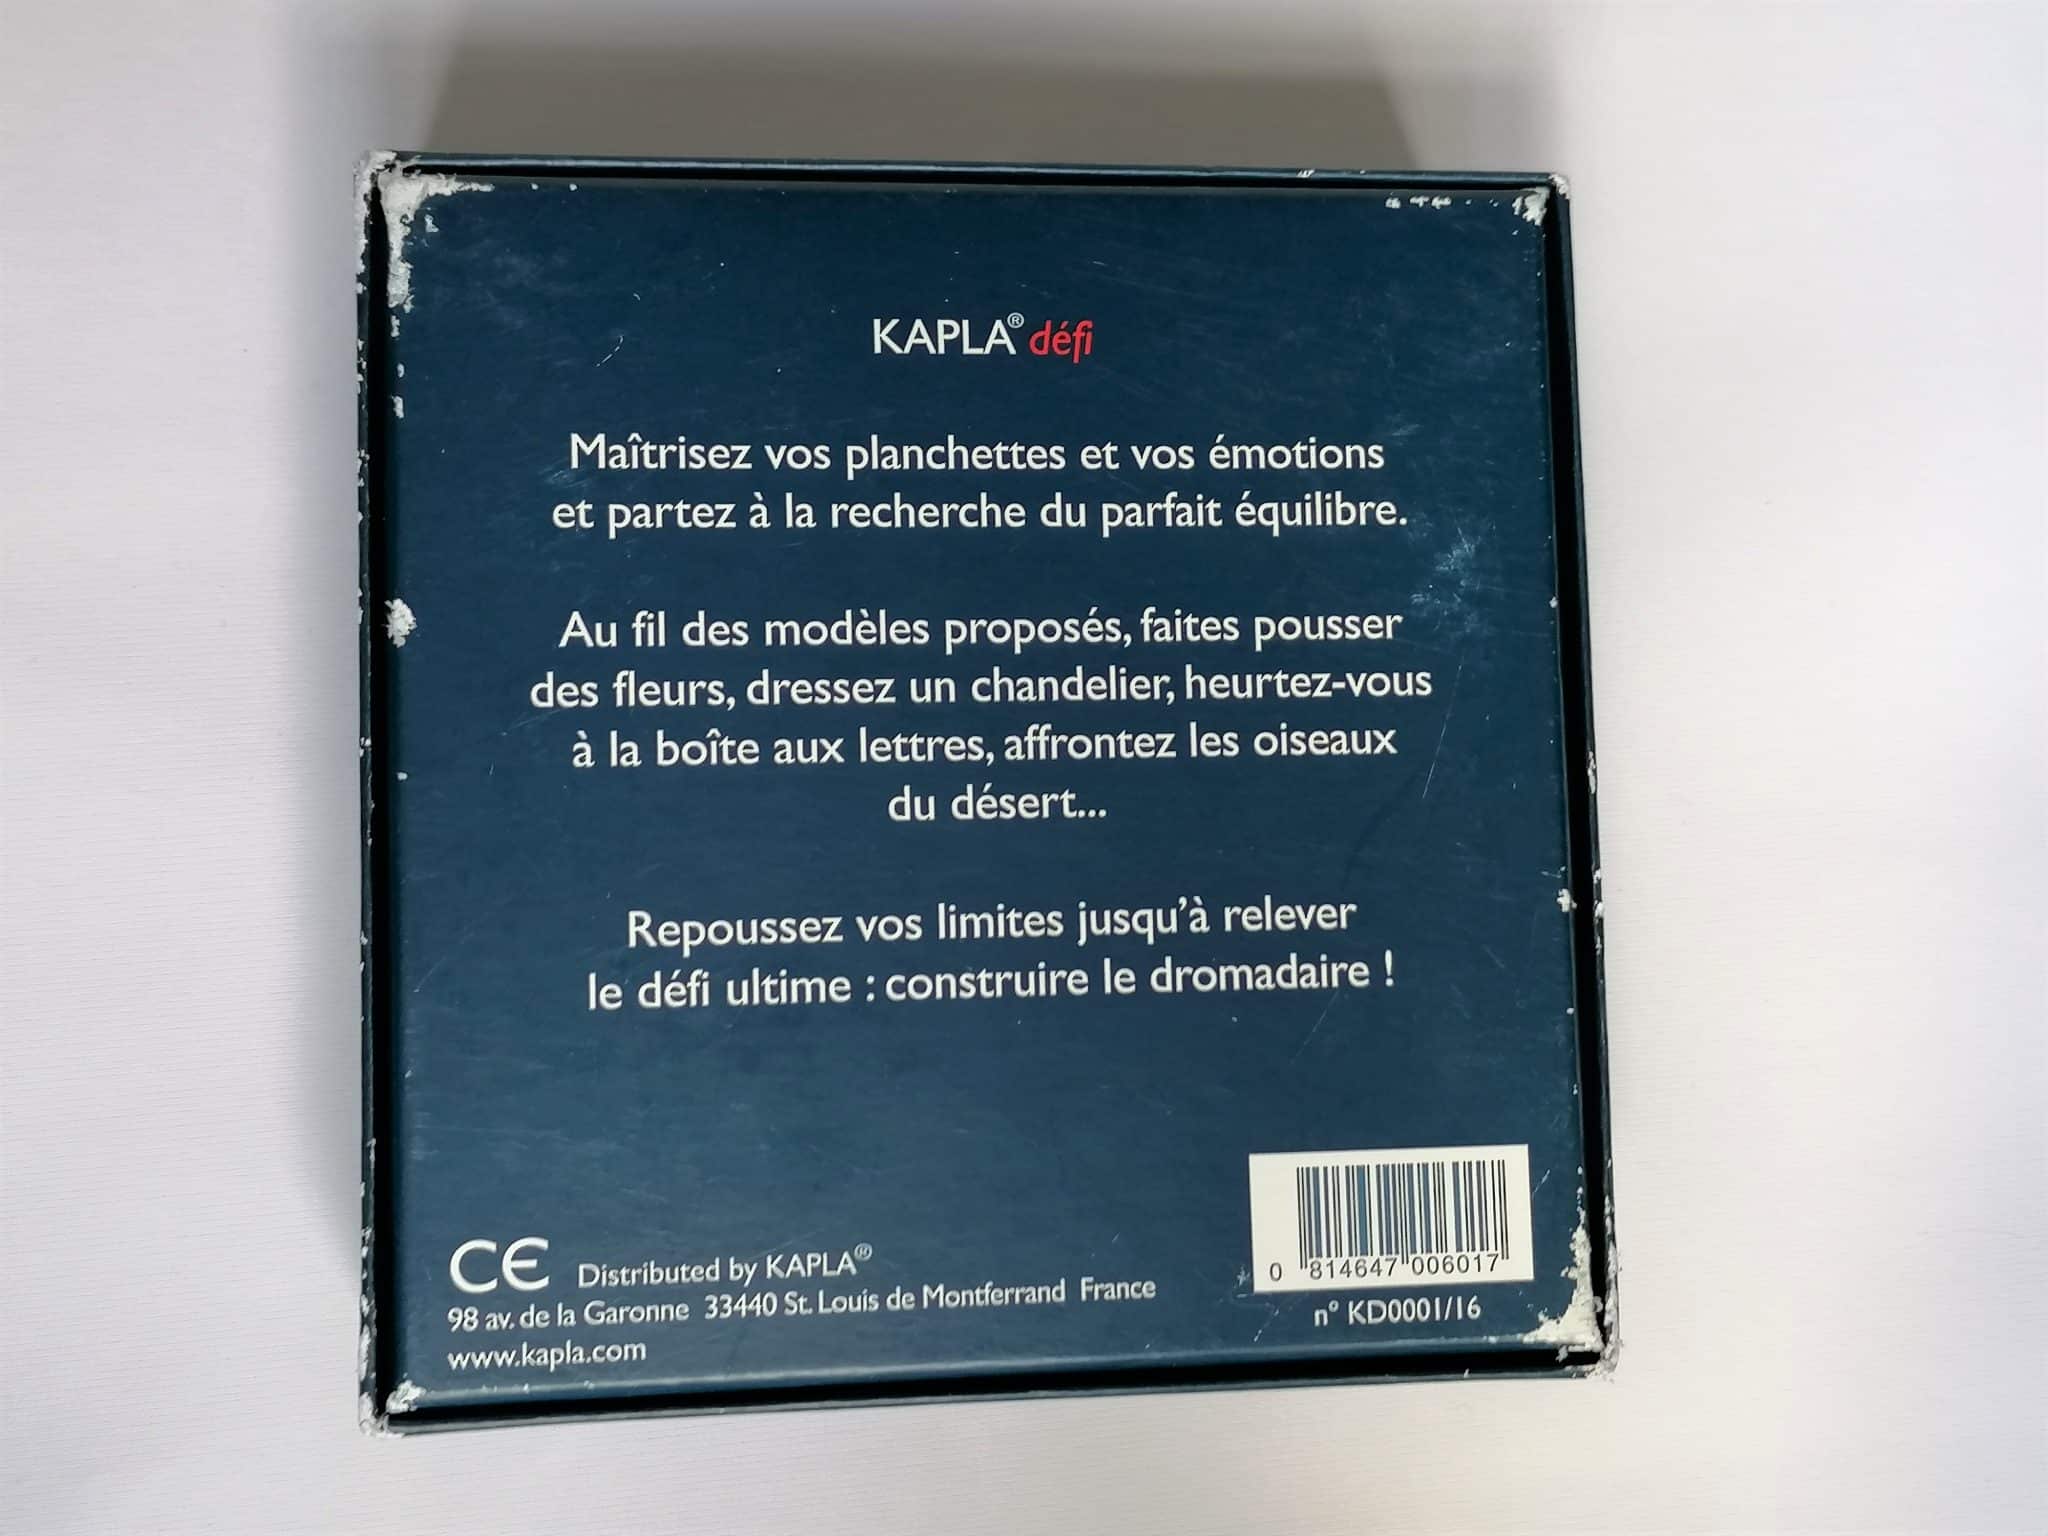 KAPLA® défi
Maîtrisez vos planchettes et vos émotions
et partez à la recherche du parfait équilibre.
Au fil des modèles proposés, faites pousser
des fleurs, dressez un chandelier, heurtez-vous
à la boîte aux lettres, affrontez les oiseaux
du désert...
Repoussez vos limites jusqu'à relever
le défi ultime : construire le dromadaire !
CE Distributed by KAPLA®
98 av. de la Garonne 33440 St. Louis de Montferrand France
www.kapla.com
0 814647 006017
n° KD0001/16